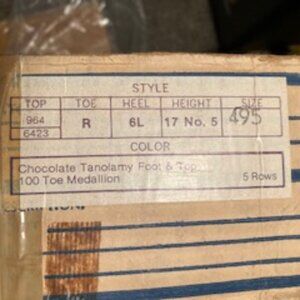 STYLE
TOP TOE HEEL HEIGHT SIZE
964 R 6L 17 No. 5 495
6423
COLOR
Chocolate Tanolamy Foot & Top
100 Toe Medallion 5 Rows